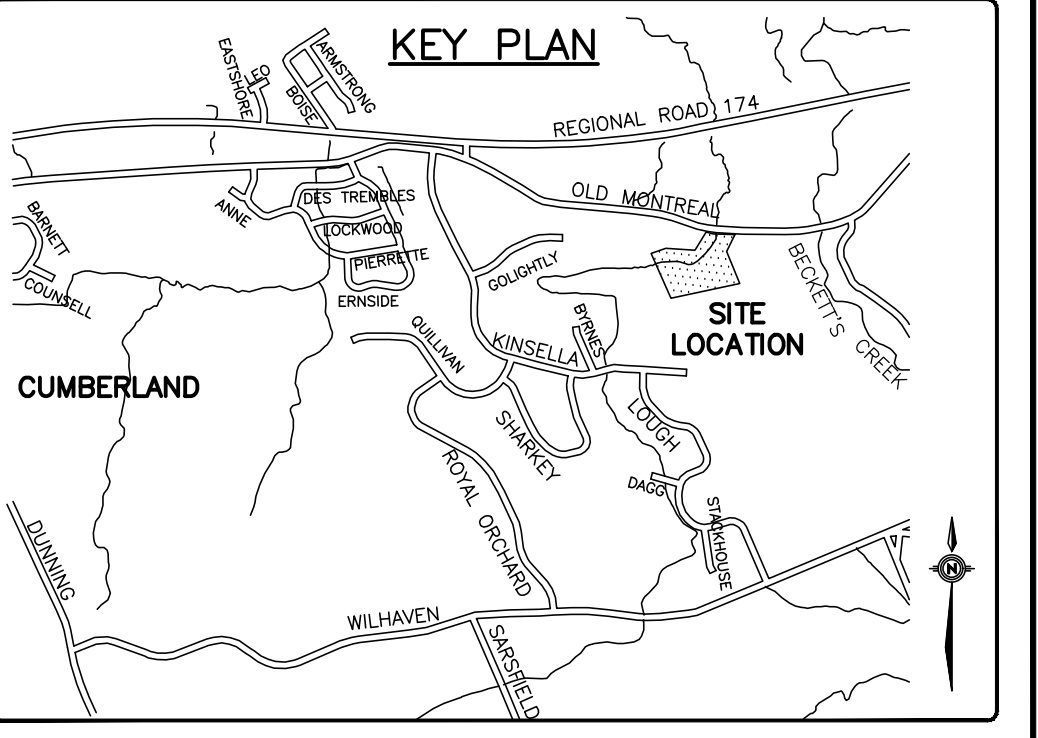 KEY PLAN
EASTSHORE
LEO
BOISE
ARMSTRONG
REGIONAL ROAD 174
OLD MONTREAL
ANNE
DES TREMBLES
LOCKWOOD
PIERRETTE
ERNSIDE
BARNETT
COUNSELL
GOLIGHTLY
BECKETT'S CREEK
SITE
LOCATION
BYRNES
KINSELLA
QUILLIVAN
CUMBERLAND
SHARKEY
LOUGH
ROYAL ORCHARD
DAGG
STACKHOUSE
DUNNING
WILHAVEN
SARSFIELD
N